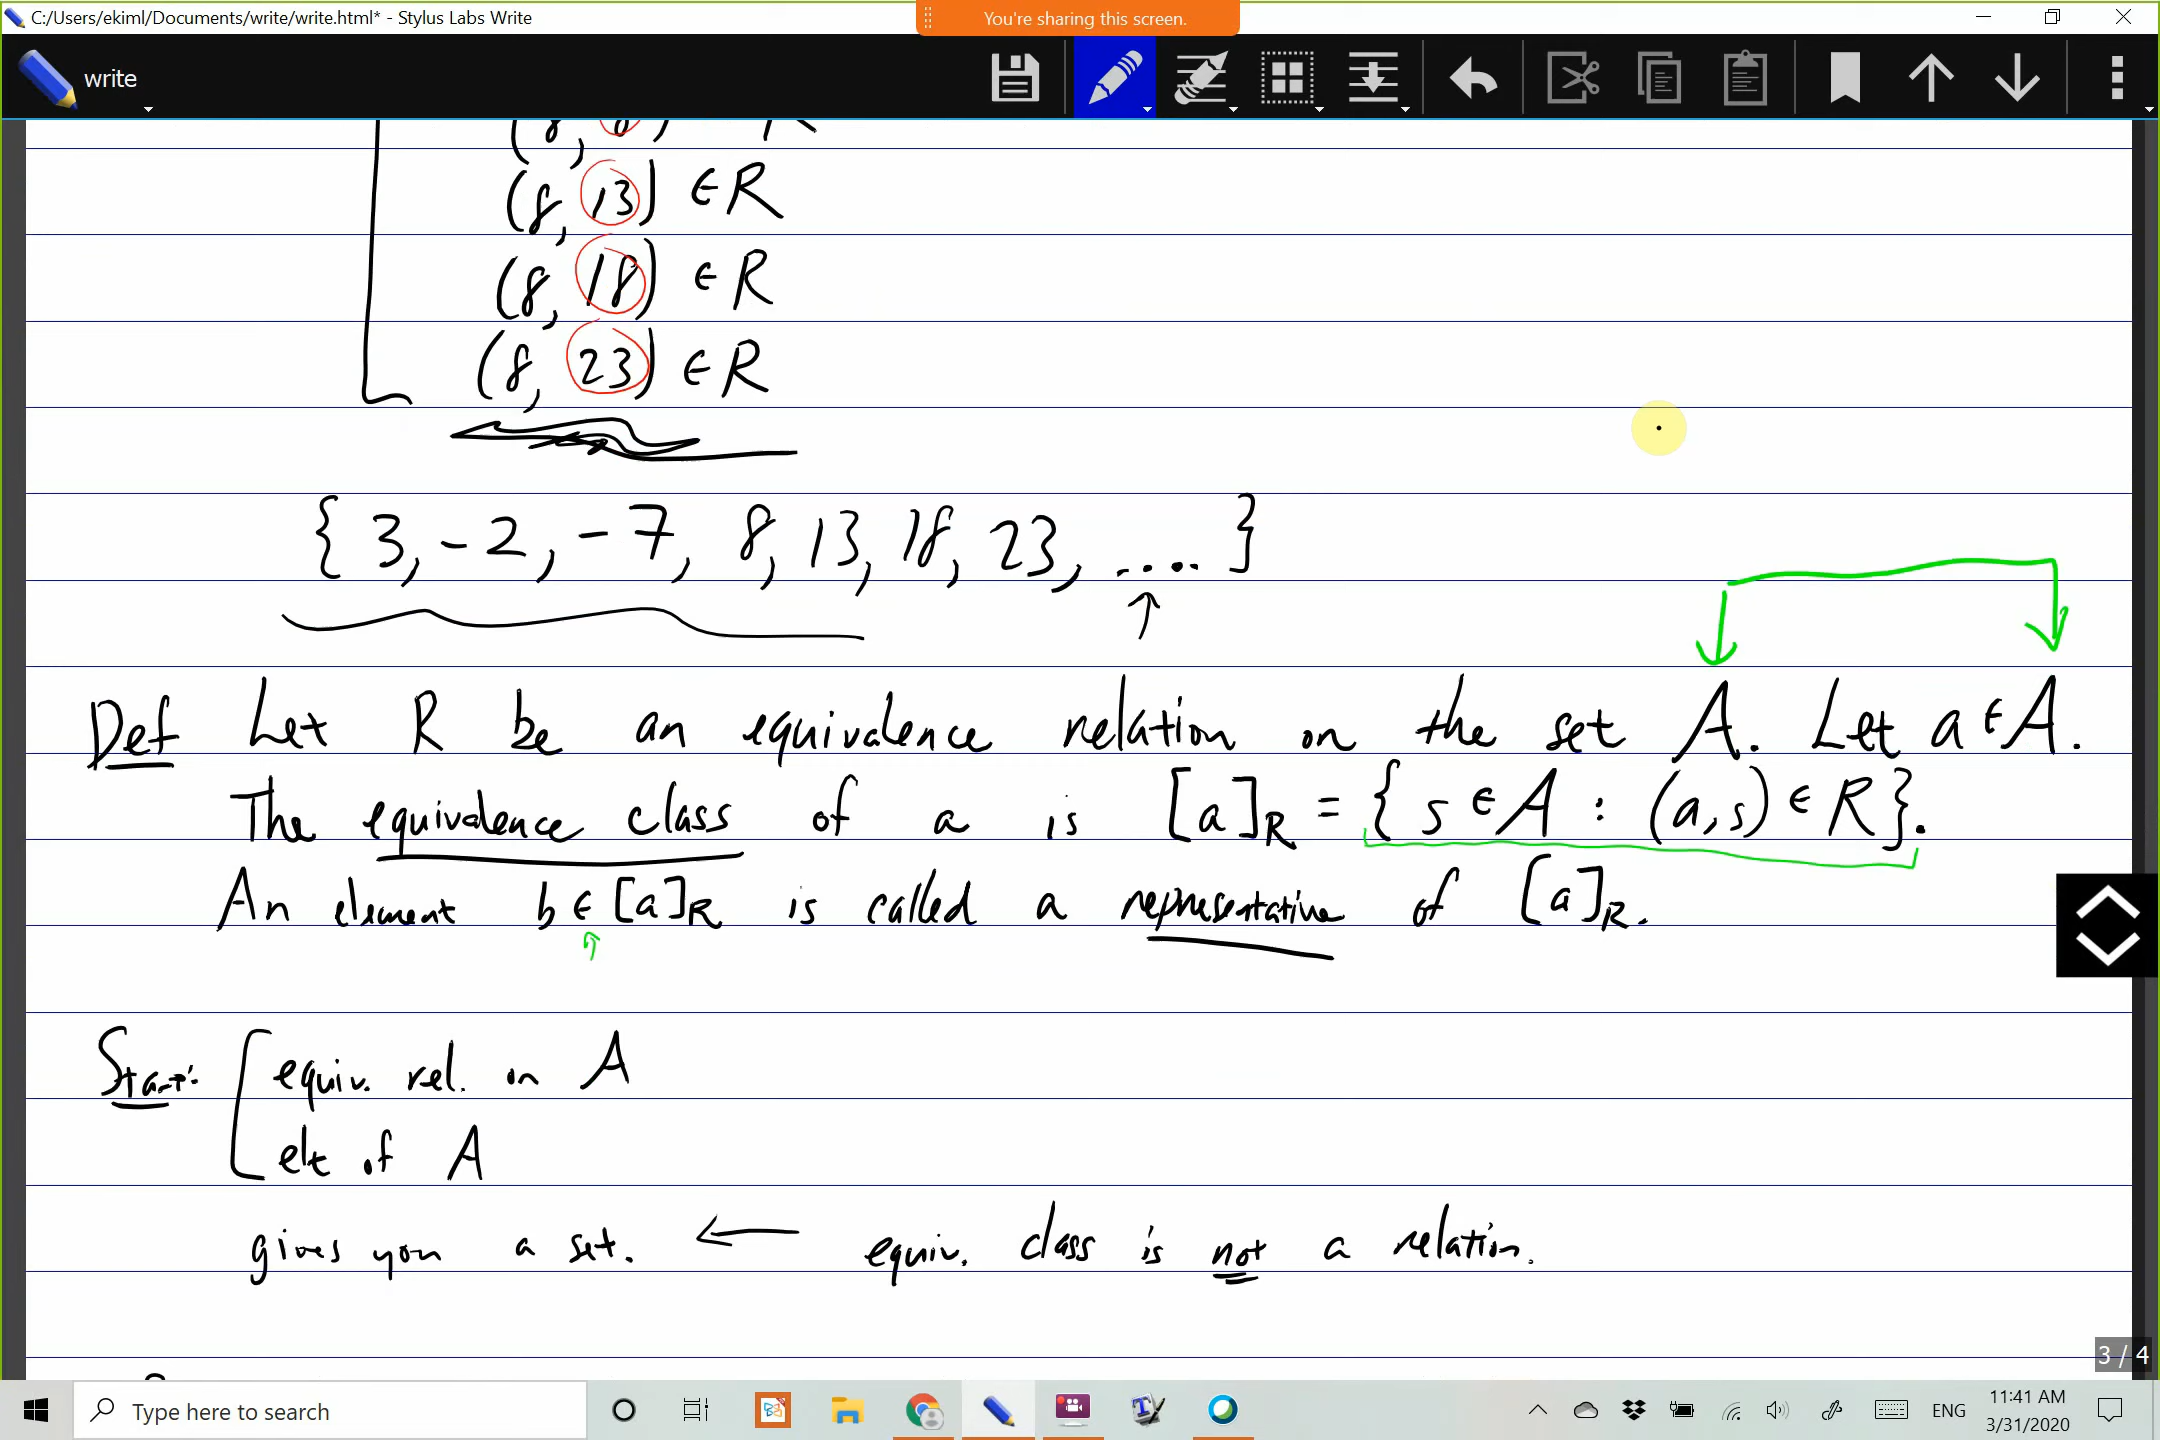 C:/Users/ekiml/Documents/write/write.html* - Stylus Labs Write
You're sharing this screen.
write
(8, 13) ∈ R
(8, 18) ∈ R
(8, 23) ∈ R
{ 3, -2, -7, 8, 13, 18, 23, .... }
Def Let R be an equivalence relation on the set A. Let a ∈ A.
The equivalence class of a is [a]R = { s ∈ A : (a,s) ∈ R }.
An element b ∈ [a]R is called a representative of [a]R.
Start: equiv. rel. on A
elt of A
gives you a set. ← equiv. class is not a relation.
3 / 4
Type here to search
ENG
11:41 AM
3/31/2020